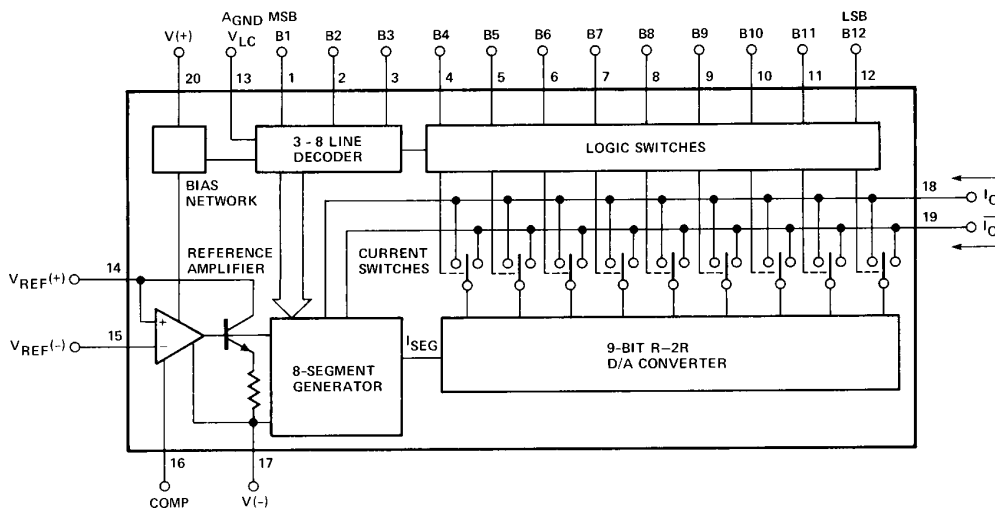 AGND MSB LSB
V(+) VLC B1 B2 B3 B4 B5 B6 B7 B8 B9 B10 B11 B12
20 13 1 2 3 4 5 6 7 8 9 10 11 12
3 - 8 LINE
DECODER
LOGIC SWITCHES
BIAS
NETWORK
18 IO
19 IO
REFERENCE
AMPLIFIER
CURRENT
SWITCHES
VREF(+) 14
+
VREF(-) 15
−
8-SEGMENT
GENERATOR
ISEG
9-BIT R–2R
D/A CONVERTER
16 17
COMP V(-)